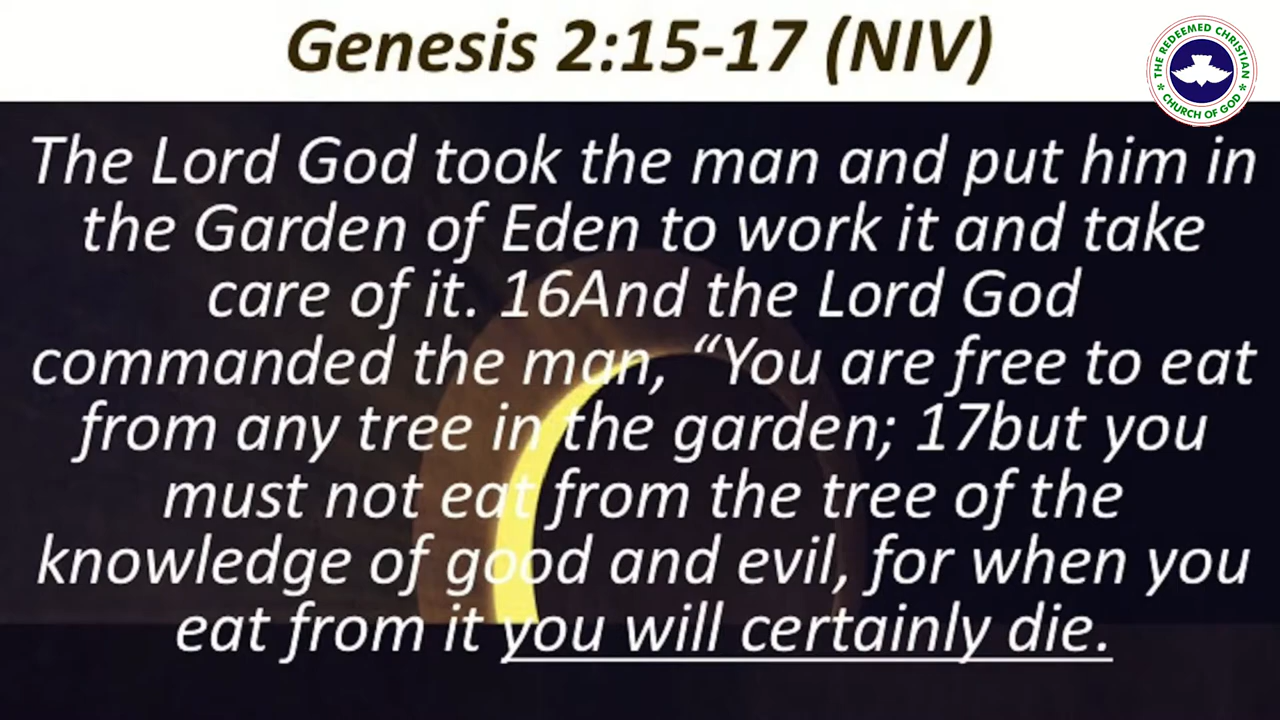 Genesis 2:15-17 (NIV)
THE REDEEMED CHRISTIAN
CHURCH OF GOD
The Lord God took the man and put him in
the Garden of Eden to work it and take
care of it. 16And the Lord God
commanded the man, “You are free to eat
from any tree in the garden; 17but you
must not eat from the tree of the
knowledge of good and evil, for when you
eat from it you will certainly die.